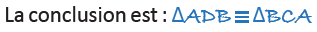 La conclusion est : ΔADB≡ΔBCA